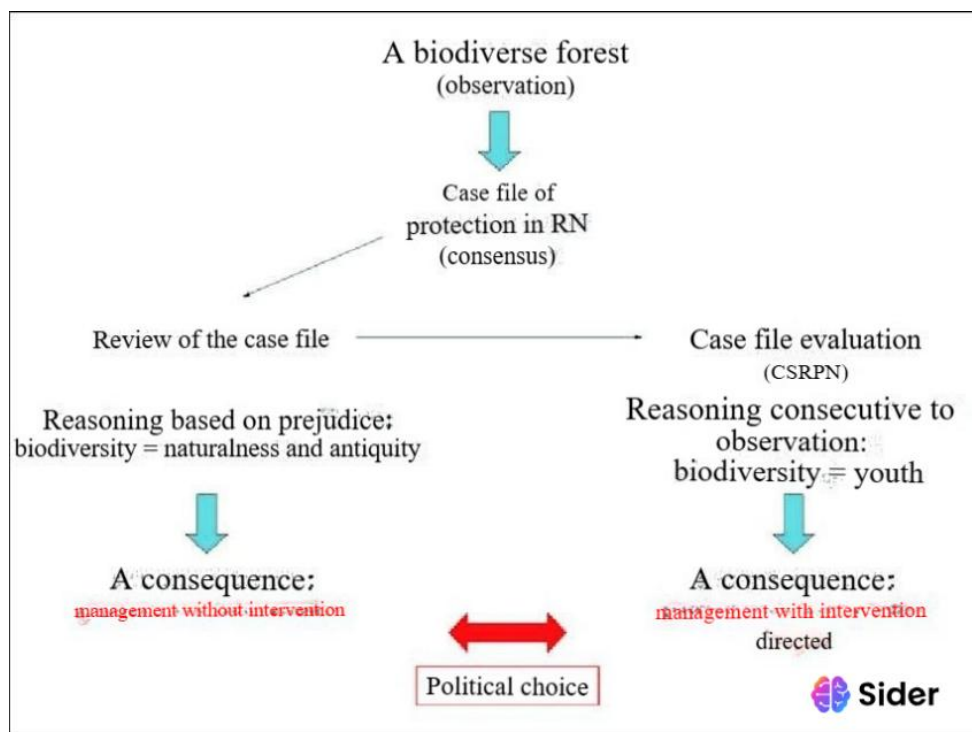 A biodiverse forest
(observation)
Case file of
protection in RN
(consensus)
Review of the case file
Case file evaluation
(CSRPN)
Reasoning based on prejudice:
biodiversity = naturalness and antiquity
Reasoning consecutive to
observation:
biodiversity = youth
A consequence:
management without intervention
A consequence:
management with intervention
directed
Political choice
Sider